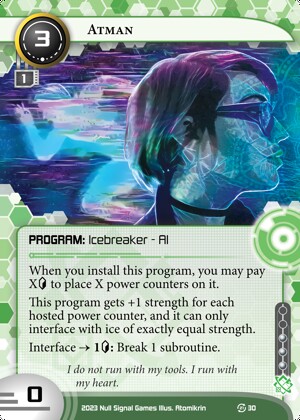 3
ATMAN
1
PROGRAM: Icebreaker - AI
When you install this program, you may pay
X to place X power counters on it.
This program gets +1 strength for each
hosted power counter, and it can only
interface with ice of exactly equal strength.
Interface → 1: Break 1 subroutine.
I do not run with my tools. I run with
my heart.
0
2023 Null Signal Games Illus. Atomikrin
30